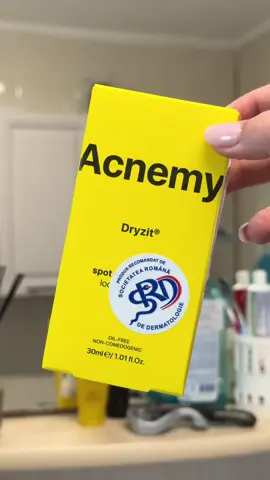 Acnemy
Dryzit®
spot
PRODUS RECOMANDAT DE
SOCIETATEA ROMÂNĂ
SRD
DE DERMATOLOGIE
OIL-FREE
NON-COMEDOGENIC
30ml ℮/ 1.01 fl.Oz.